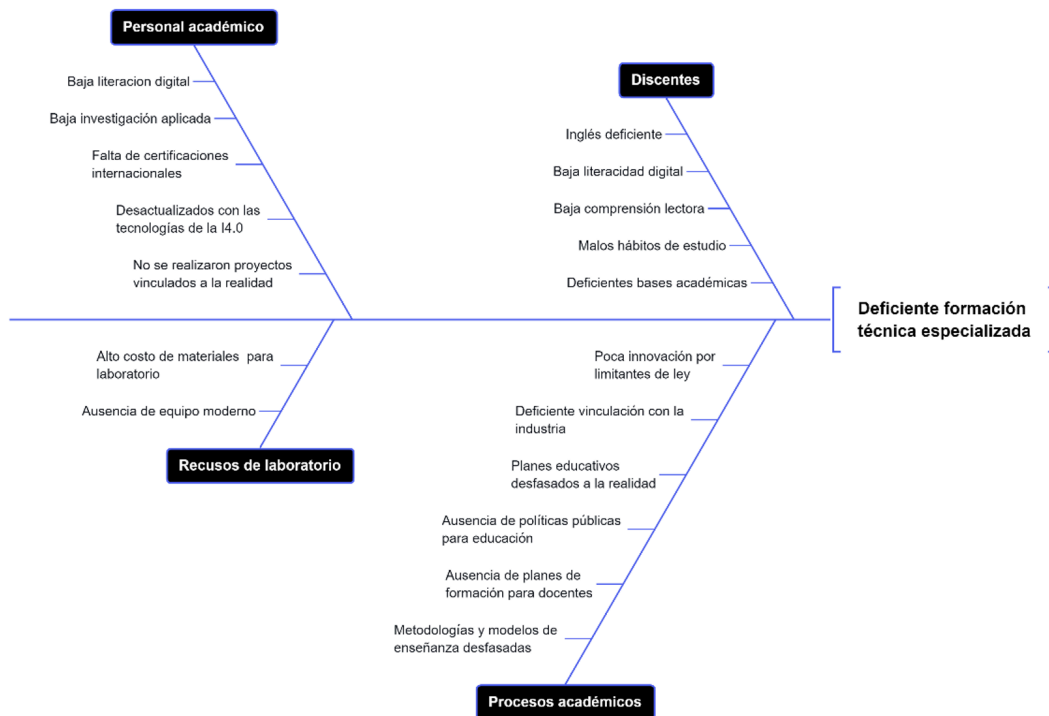 Personal académico
Baja literacion digital
Baja investigación aplicada
Falta de certificaciones
internacionales
Desactualizados con las
tecnologías de la I4.0
No se realizaron proyectos
vinculados a la realidad
Discentes
Inglés deficiente
Baja literacidad digital
Baja comprensión lectora
Malos hábitos de estudio
Deficientes bases académicas
Deficiente formación
técnica especializada
Alto costo de materiales para
laboratorio
Ausencia de equipo moderno
Recusos de laboratorio
Poca innovación por
limitantes de ley
Deficiente vinculación con la
industria
Planes educativos
desfasados a la realidad
Ausencia de políticas públicas
para educación
Ausencia de planes de
formación para docentes
Metodologías y modelos de
enseñanza desfasadas
Procesos académicos